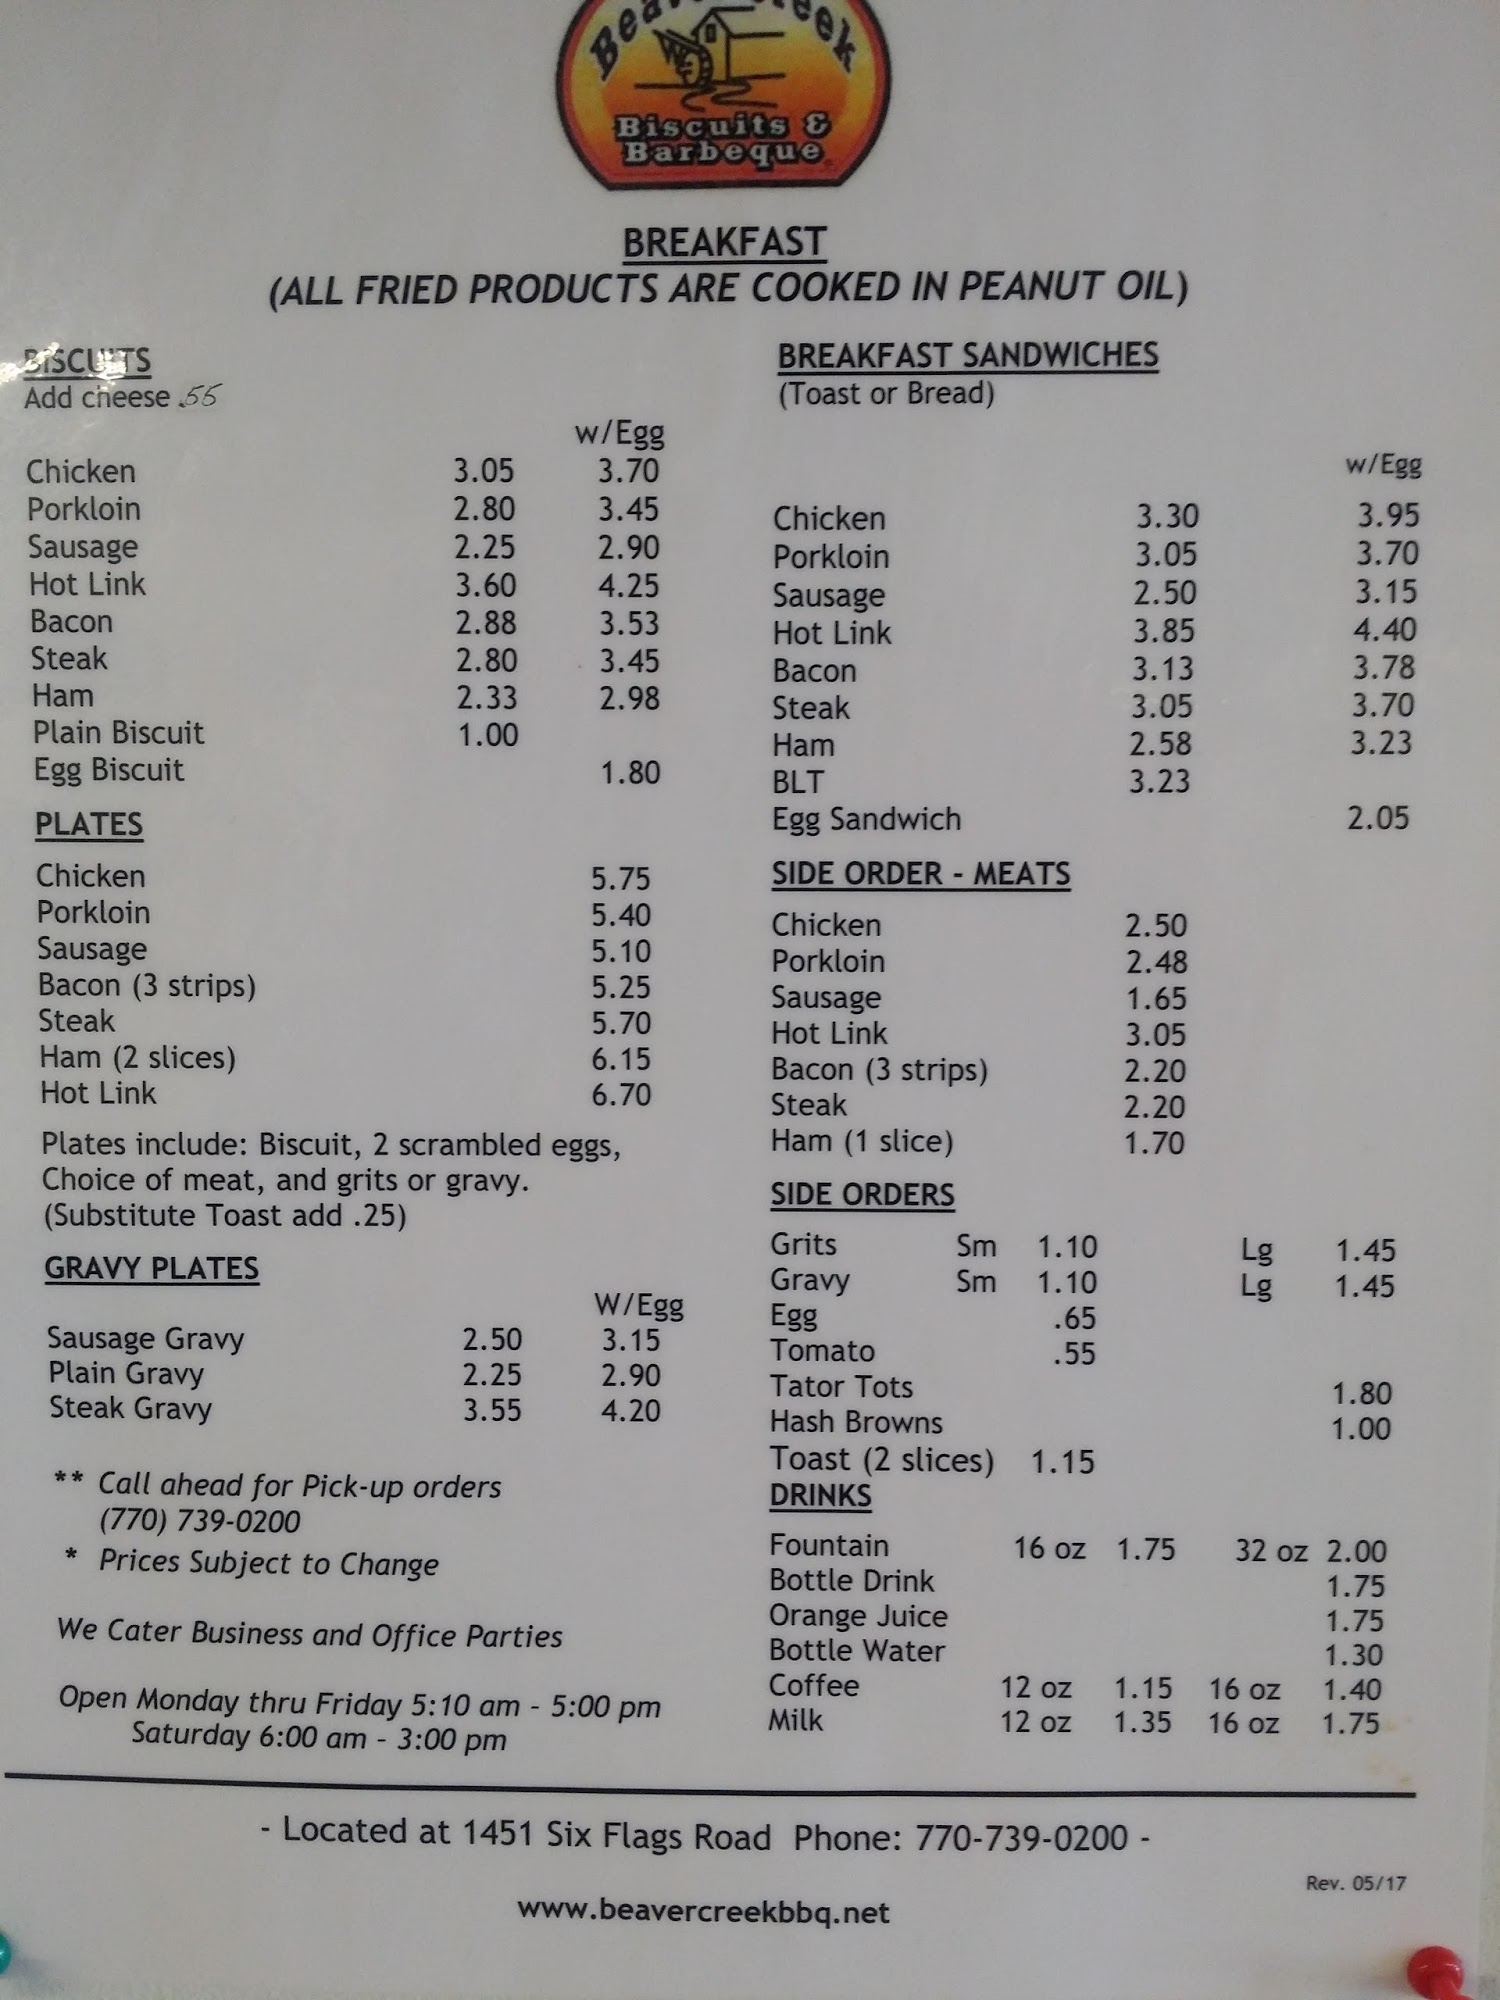 Biscuits &
Barbeque
BREAKFAST
(ALL FRIED PRODUCTS ARE COOKED IN PEANUT OIL)
BISCUITS
Add cheese .55
w/Egg
Chicken 3.05 3.70
Porkloin 2.80 3.45
Sausage 2.25 2.90
Hot Link 3.60 4.25
Bacon 2.88 3.53
Steak 2.80 3.45
Ham 2.33 2.98
Plain Biscuit 1.00
Egg Biscuit 1.80
PLATES
Chicken 5.75
Porkloin 5.40
Sausage 5.10
Bacon (3 strips) 5.25
Steak 5.70
Ham (2 slices) 6.15
Hot Link 6.70
Plates include: Biscuit, 2 scrambled eggs,
Choice of meat, and grits or gravy.
(Substitute Toast add .25)
GRAVY PLATES
W/Egg
Sausage Gravy 2.50 3.15
Plain Gravy 2.25 2.90
Steak Gravy 3.55 4.20
** Call ahead for Pick-up orders
(770) 739-0200
* Prices Subject to Change
We Cater Business and Office Parties
Open Monday thru Friday 5:10 am - 5:00 pm
Saturday 6:00 am - 3:00 pm
BREAKFAST SANDWICHES
(Toast or Bread)
w/Egg
Chicken 3.30 3.95
Porkloin 3.05 3.70
Sausage 2.50 3.15
Hot Link 3.85 4.40
Bacon 3.13 3.78
Steak 3.05 3.70
Ham 2.58 3.23
BLT 3.23
Egg Sandwich 2.05
SIDE ORDER - MEATS
Chicken 2.50
Porkloin 2.48
Sausage 1.65
Hot Link 3.05
Bacon (3 strips) 2.20
Steak 2.20
Ham (1 slice) 1.70
SIDE ORDERS
Grits Sm 1.10 Lg 1.45
Gravy Sm 1.10 Lg 1.45
Egg .65
Tomato .55
Tator Tots 1.80
Hash Browns 1.00
Toast (2 slices) 1.15
DRINKS
Fountain 16 oz 1.75 32 oz 2.00
Bottle Drink 1.75
Orange Juice 1.75
Bottle Water 1.30
Coffee 12 oz 1.15 16 oz 1.40
Milk 12 oz 1.35 16 oz 1.75
- Located at 1451 Six Flags Road Phone: 770-739-0200 -
Rev. 05/17
www.beavercreekbbq.net